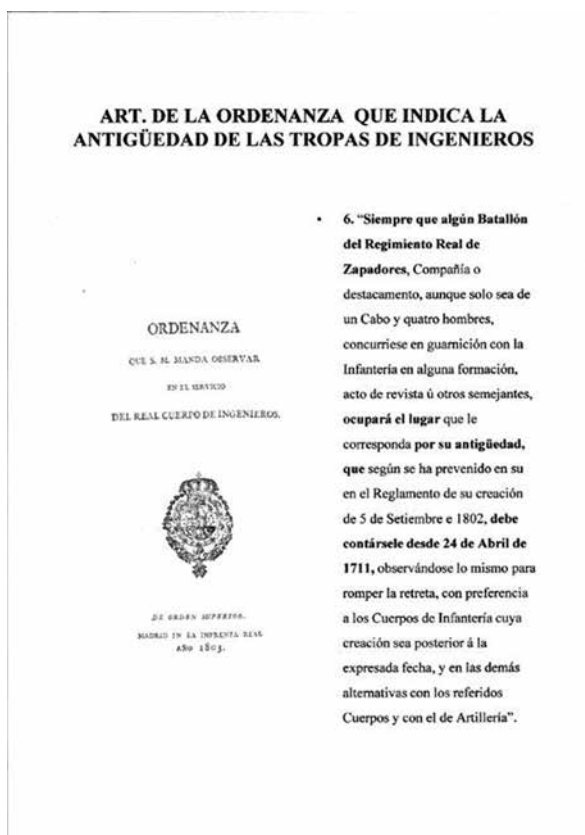 ART. DE LA ORDENANZA QUE INDICA LA
ANTIGÜEDAD DE LAS TROPAS DE INGENIEROS
ORDENANZA
QUE S. M. MANDA OBSERVAR
EN EL SERVICIO
DEL REAL CUERPO DE INGENIEROS.
DE ORDEN SUPERIOR.
MADRID EN LA IMPRENTA REAL
AÑO 1803.
• 6. “Siempre que algún Batallón
del Regimiento Real de
Zapadores, Compañía o
destacamento, aunque solo sea de
un Cabo y quatro hombres,
concurriese en guarnición con la
Infantería en alguna formación,
acto de revista ú otros semejantes,
ocupará el lugar que le
corresponda por su antigüedad,
que según se ha prevenido en su
en el Reglamento de su creación
de 5 de Setiembre e 1802, debe
contársele desde 24 de Abril de
1711, observándose lo mismo para
romper la retreta, con preferencia
a los Cuerpos de Infantería cuya
creación sea posterior á la
expresada fecha, y en las demás
alternativas con los referidos
Cuerpos y con el de Artillería”.